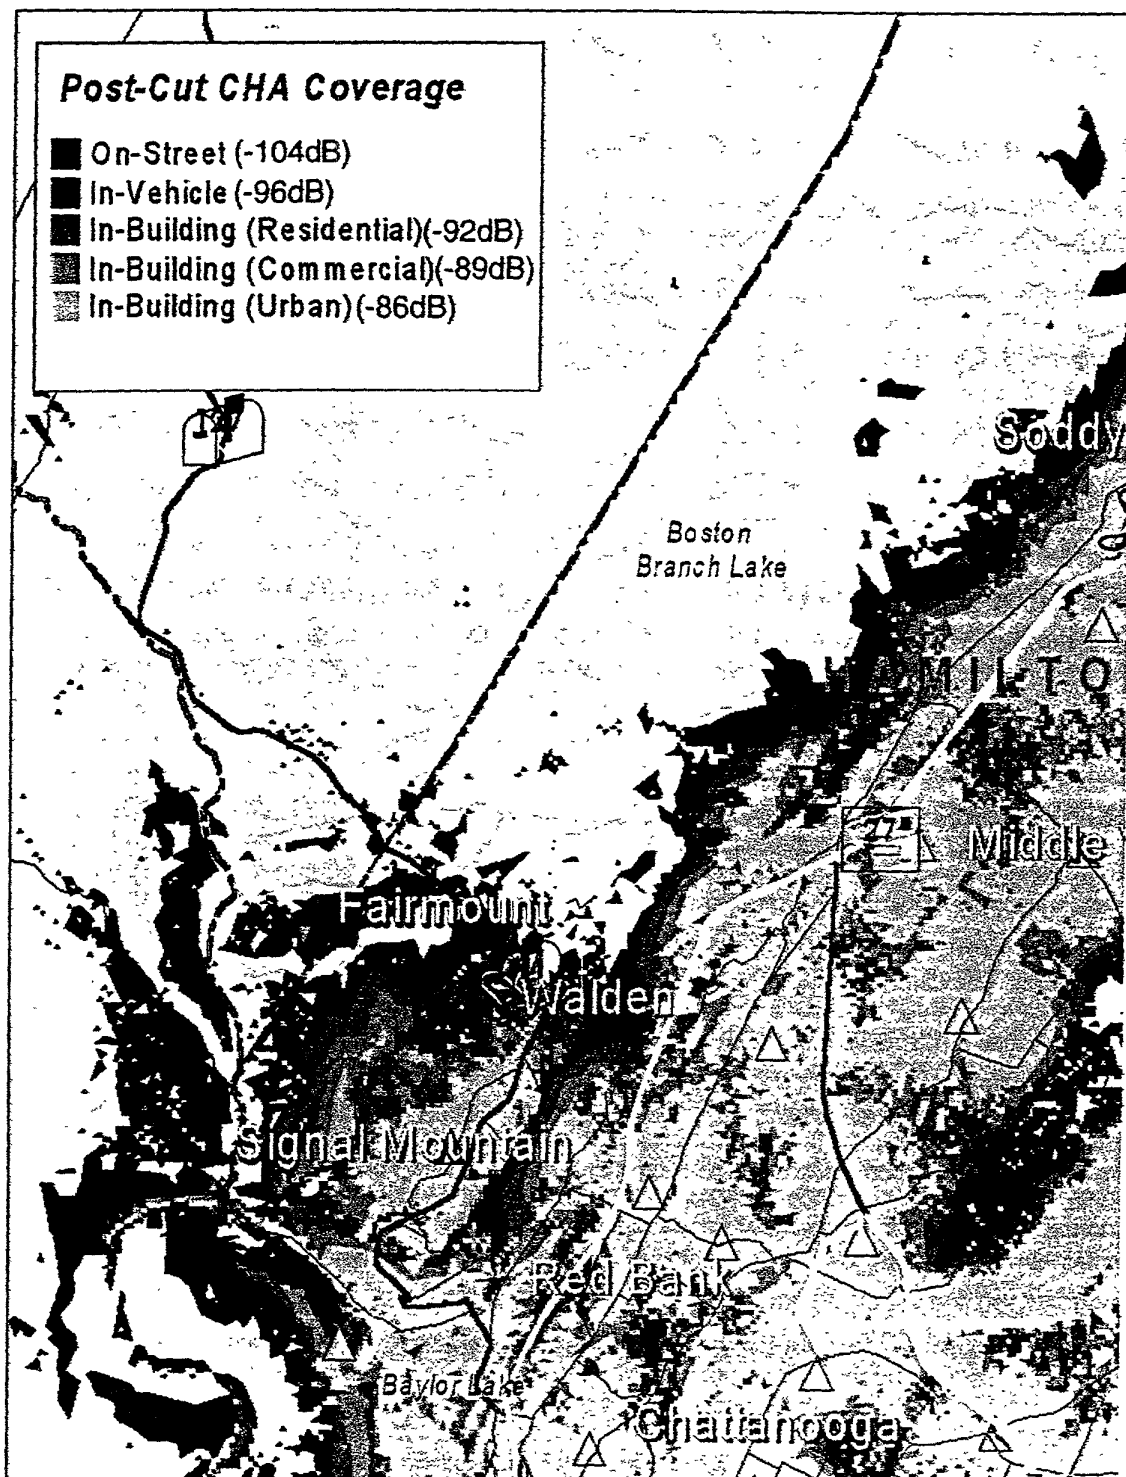 Post-Cut CHA Coverage
On-Street (-104dB)
In-Vehicle (-96dB)
In-Building (Residential)(-92dB)
In-Building (Commercial)(-89dB)
In-Building (Urban)(-86dB)
Soddy
Boston
Branch Lake
HAMILTO
27
Middle
Fairmount
Walden
Signal Mountain
Red Bank
Baylor Lake
Chattanooga